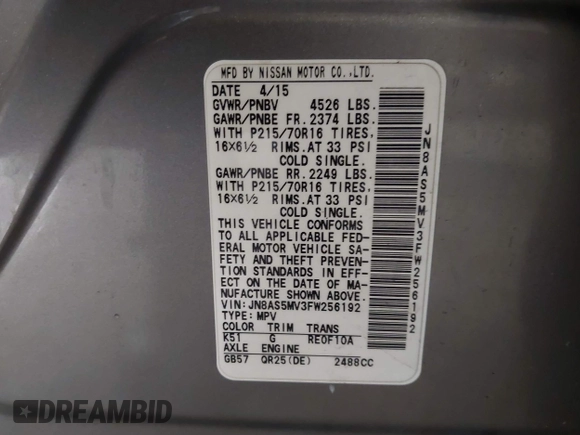 MFD BY NISSAN MOTOR CO.,LTD.
DATE 4/15
GVWR/PNBV 4526 LBS.
GAWR/PNBE FR. 2374 LBS.
WITH P215/70R16 TIRES,
16x6½ RIMS.AT 33 PSI
COLD SINGLE.
GAWR/PNBE RR. 2249 LBS.
WITH P215/70R16 TIRES,
16x6½ RIMS.AT 33 PSI
COLD SINGLE.
THIS VEHICLE CONFORMS
TO ALL APPLICABLE FED-
ERAL MOTOR VEHICLE SA-
FETY AND THEFT PREVEN-
TION STANDARDS IN EFF-
ECT ON THE DATE OF MA-
NUFACTURE SHOWN ABOVE.
VIN:JN8AS5MV3FW256192
TYPE: MPV
COLOR TRIM TRANS
K51 G RE0F10A
AXLE ENGINE
GB57 QR25(DE) 2488CC
JN8AS5MV3FW256192
DREAMBID